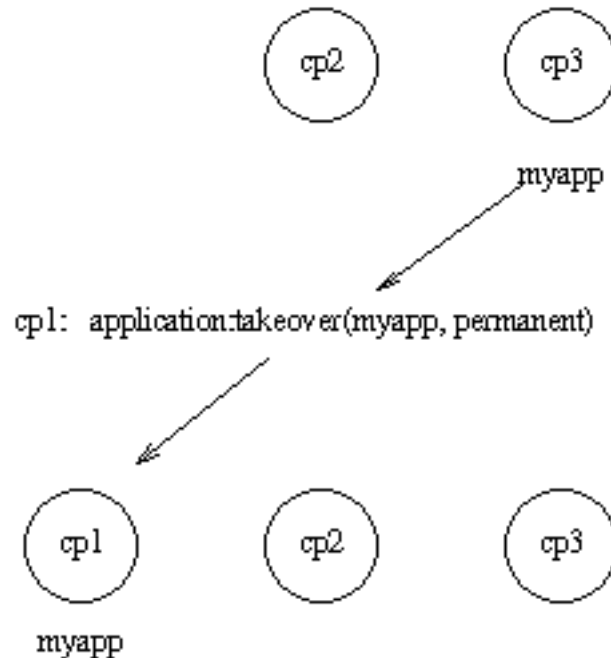 cp2 cp3
myapp
cp1: application:takeover(myapp, permanent)
cp1 cp2 cp3
myapp